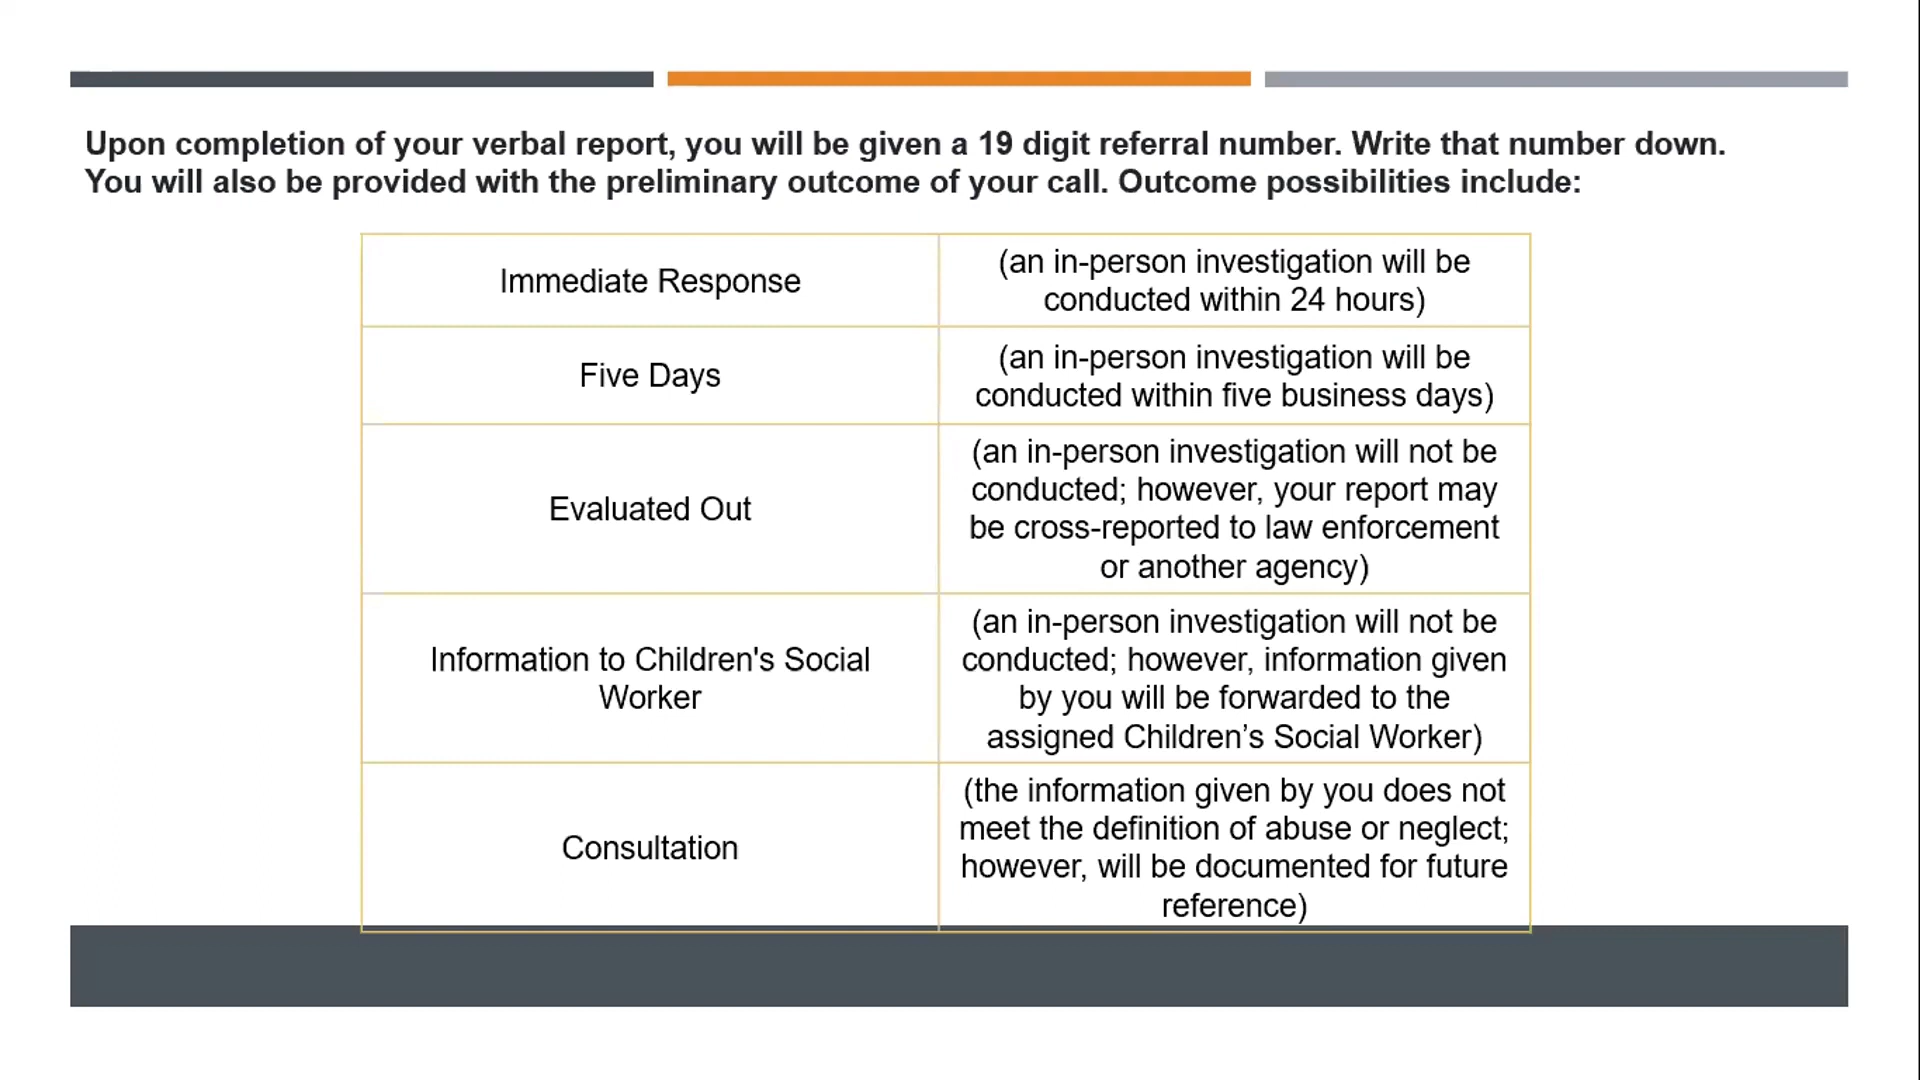 Upon completion of your verbal report, you will be given a 19 digit referral number. Write that number down.
You will also be provided with the preliminary outcome of your call. Outcome possibilities include:
Immediate Response
(an in-person investigation will be
conducted within 24 hours)
Five Days
(an in-person investigation will be
conducted within five business days)
Evaluated Out
(an in-person investigation will not be
conducted; however, your report may
be cross-reported to law enforcement
or another agency)
Information to Children's Social
Worker
(an in-person investigation will not be
conducted; however, information given
by you will be forwarded to the
assigned Children’s Social Worker)
Consultation
(the information given by you does not
meet the definition of abuse or neglect;
however, will be documented for future
reference)